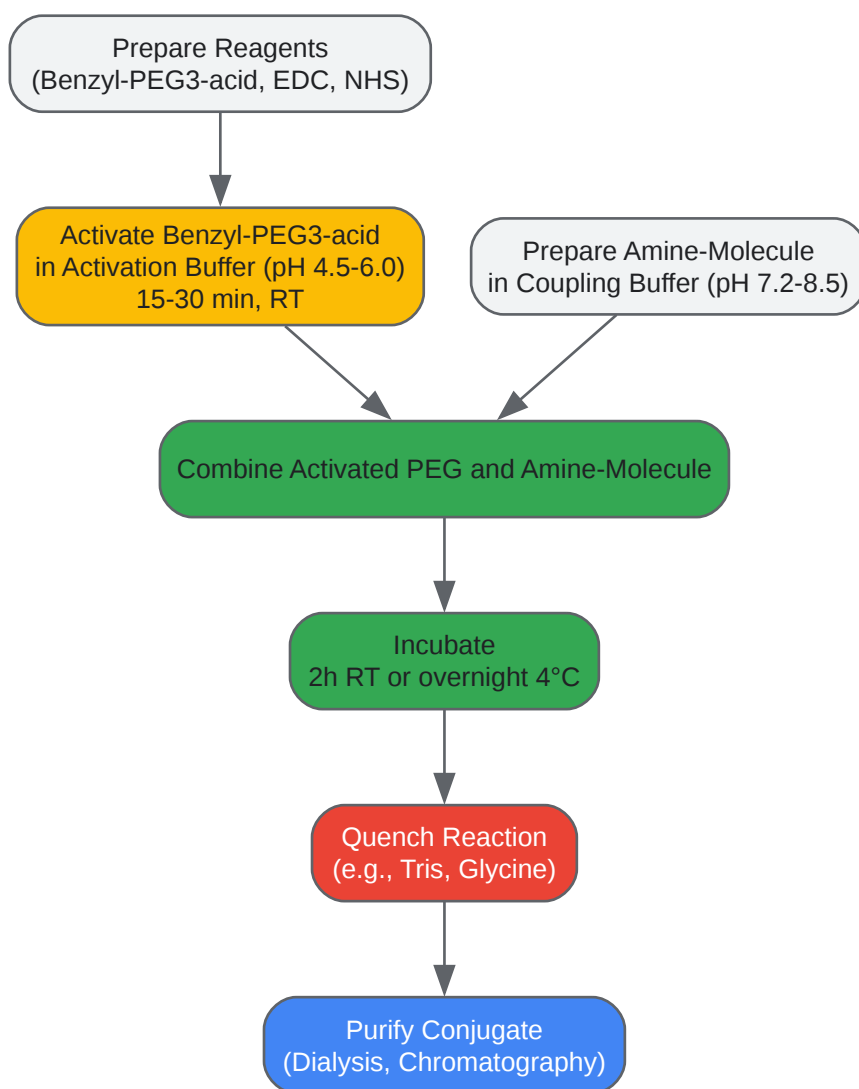 Prepare Reagents
(Benzyl-PEG3-acid, EDC, NHS)
Activate Benzyl-PEG3-acid
in Activation Buffer (pH 4.5-6.0)
15-30 min, RT
Prepare Amine-Molecule
in Coupling Buffer (pH 7.2-8.5)
Combine Activated PEG and Amine-Molecule
Incubate
2h RT or overnight 4°C
Quench Reaction
(e.g., Tris, Glycine)
Purify Conjugate
(Dialysis, Chromatography)